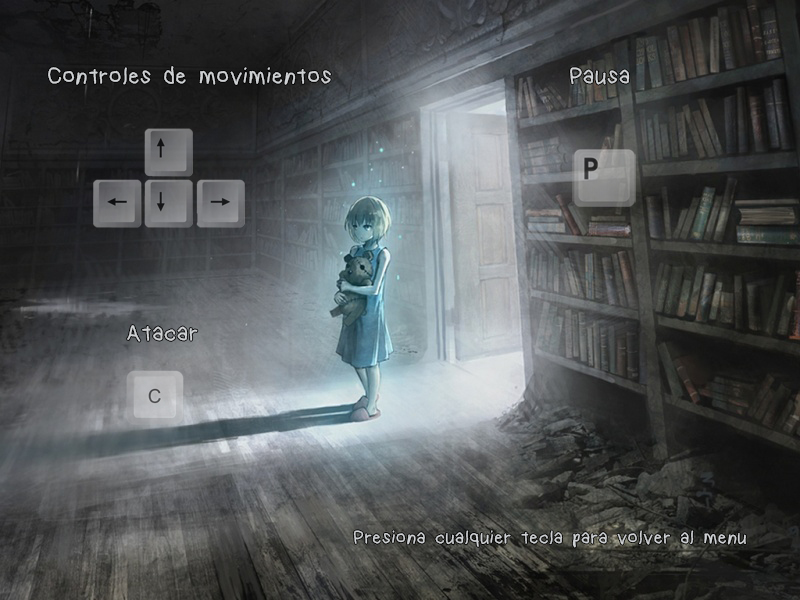 Controles de movimientos
Pausa
↑
← ↓ →
P
Atacar
C
Presiona cualquier tecla para volver al menu